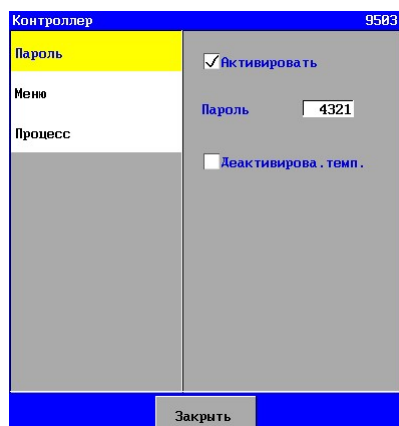 Контроллер 9503
Пароль
Меню
Процесс
Активировать
Пароль 4321
Деактивирова.темп.
Закрыть